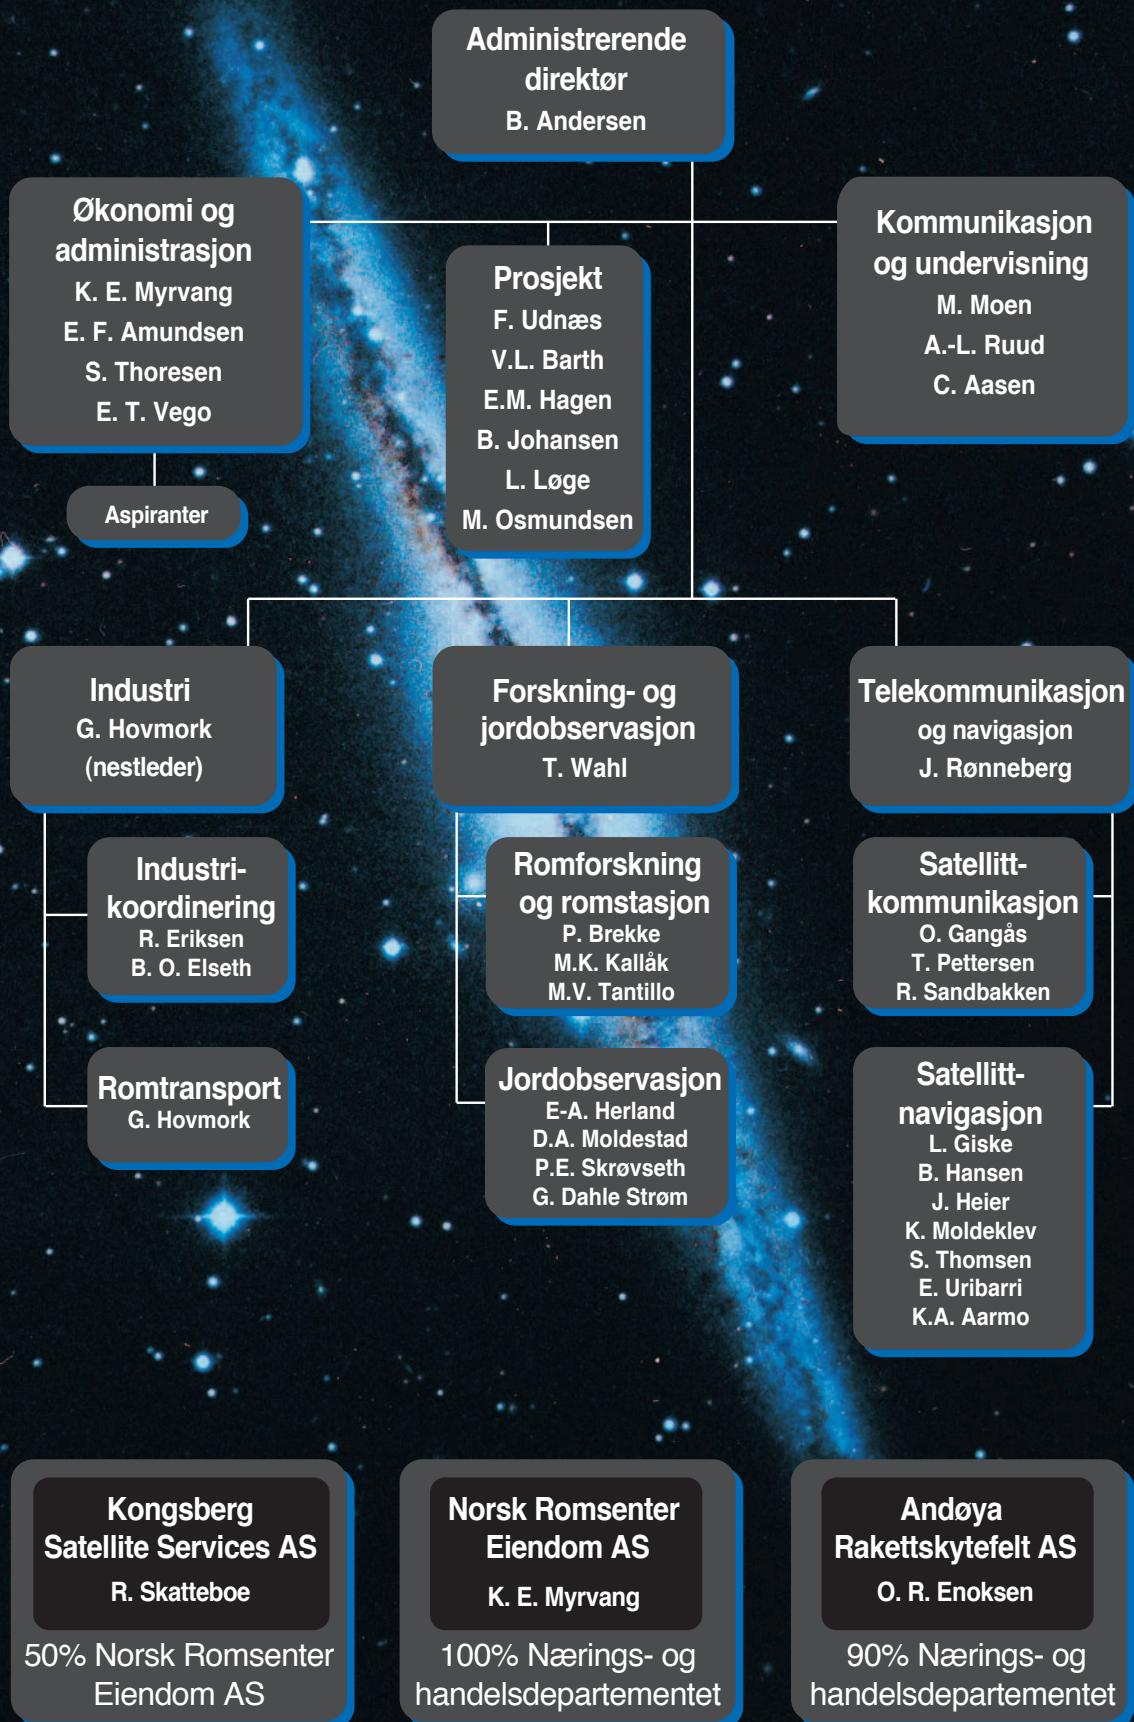 Administrerende
direktør
B. Andersen
Økonomi og
administrasjon
K. E. Myrvang
E. F. Amundsen
S. Thoresen
E. T. Vego
Aspiranter
Prosjekt
F. Udnæs
V.L. Barth
E.M. Hagen
B. Johansen
L. Løge
M. Osmundsen
Kommunikasjon
og undervisning
M. Moen
A.-L. Ruud
C. Aasen
Industri
G. Hovmork
(nestleder)
Industri-
koordinering
R. Eriksen
B. O. Elseth
Romtransport
G. Hovmork
Forskning- og
jordobservasjon
T. Wahl
Romforskning
og romstasjon
P. Brekke
M.K. Kallåk
M.V. Tantillo
Jordobservasjon
E-A. Herland
D.A. Moldestad
P.E. Skrøvseth
G. Dahle Strøm
Telekommunikasjon
og navigasjon
J. Rønneberg
Satellitt-
kommunikasjon
O. Gangås
T. Pettersen
R. Sandbakken
Satellitt-
navigasjon
L. Giske
B. Hansen
J. Heier
K. Moldeklev
S. Thomsen
E. Uribarri
K.A. Aarmo
Kongsberg
Satellite Services AS
R. Skatteboe
50% Norsk Romsenter
Eiendom AS
Norsk Romsenter
Eiendom AS
K. E. Myrvang
100% Nærings- og
handelsdepartementet
Andøya
Rakettskytefelt AS
O. R. Enoksen
90% Nærings- og
handelsdepartementet